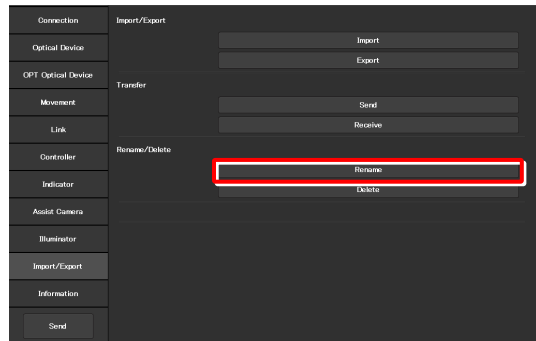 Connection
Optical Device
OPT Optical Device
Movement
Link
Controller
Indicator
Assist Camera
Illuminator
Import/Export
Information
Send
Import/Export
Import
Export
Transfer
Send
Receive
Rename/Delete
Rename
Delete